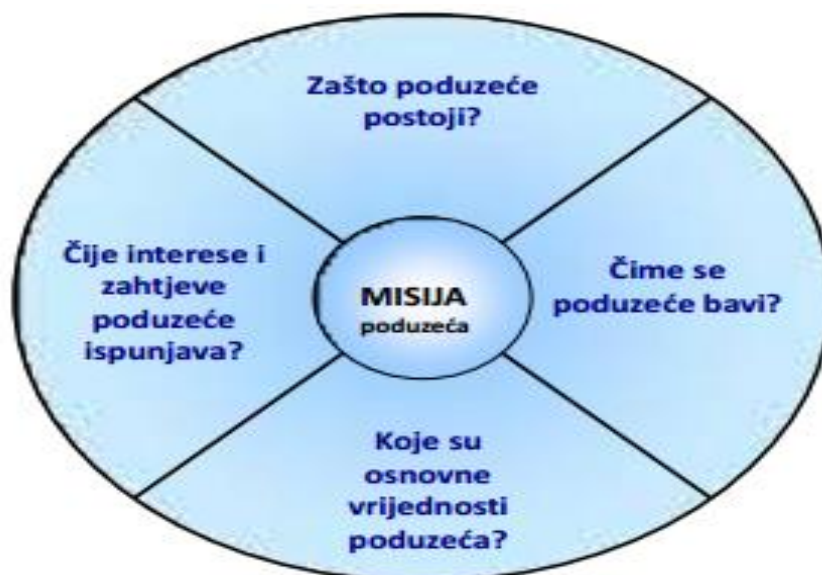 Zašto poduzeće
postoji?
Čije interese i
zahtjeve
poduzeće
ispunjava?
MISIJA
poduzeća
Čime se
poduzeće bavi?
Koje su
osnovne
vrijednosti
poduzeća?